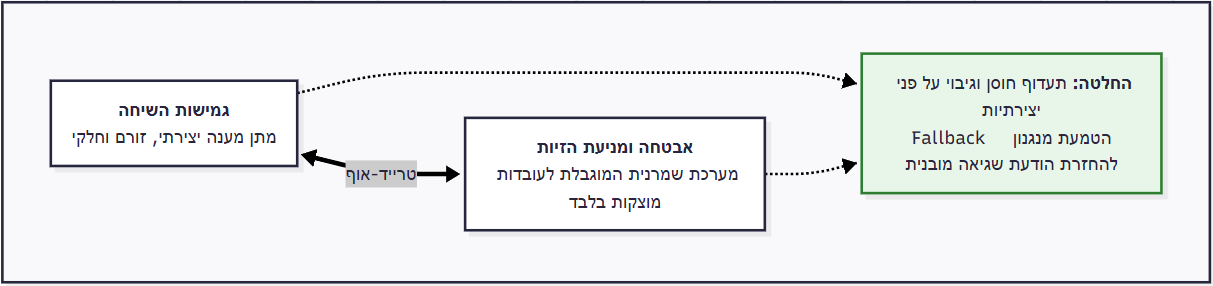 גמישות השיחה
מתן מענה יצירתי, זורם וחלקי
טרייד-אוף
אבטחה ומניעת הזיות
מערכת שמרנית המוגבלת לעובדות
מוצקות בלבד
החלטה: תעדוף חוסן וגיבוי על פני
יצירתיות
הטמעת מנגנון Fallback
להחזרת הודעת שגיאה מובנית